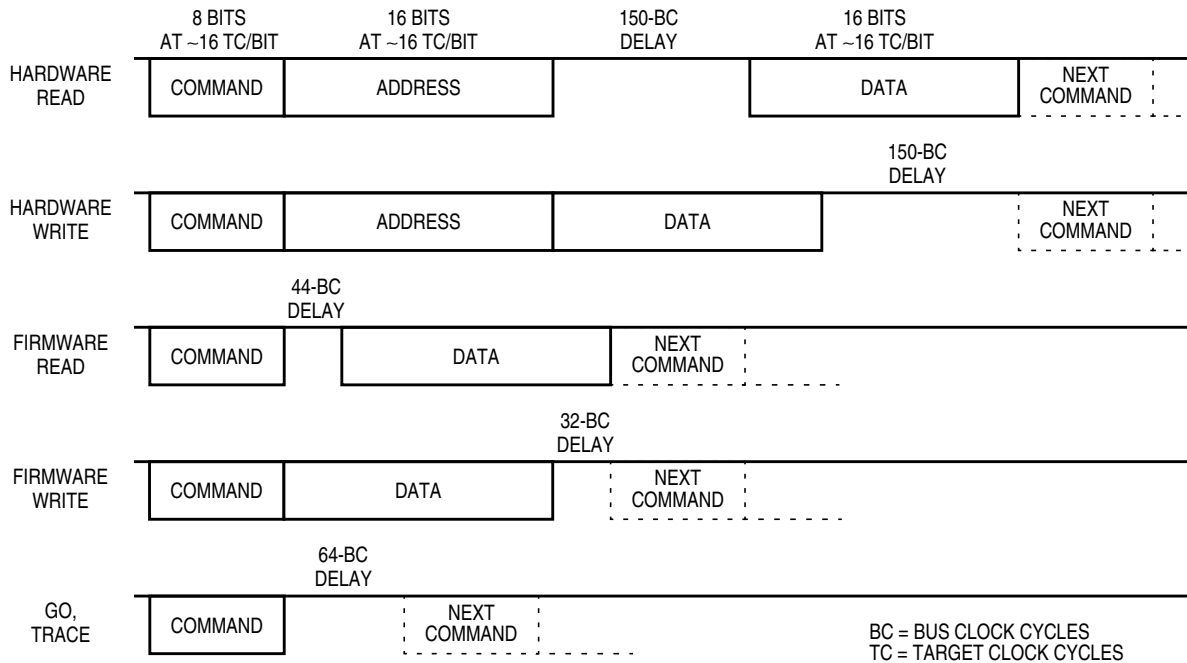 8 BITS
AT ~16 TC/BIT
16 BITS
AT ~16 TC/BIT
150-BC
DELAY
16 BITS
AT ~16 TC/BIT
HARDWARE
READ
COMMAND
ADDRESS
DATA
NEXT
COMMAND
150-BC
DELAY
HARDWARE
WRITE
COMMAND
ADDRESS
DATA
NEXT
COMMAND
44-BC
DELAY
FIRMWARE
READ
COMMAND
DATA
NEXT
COMMAND
32-BC
DELAY
FIRMWARE
WRITE
COMMAND
DATA
NEXT
COMMAND
64-BC
DELAY
GO,
TRACE
COMMAND
NEXT
COMMAND
BC = BUS CLOCK CYCLES
TC = TARGET CLOCK CYCLES